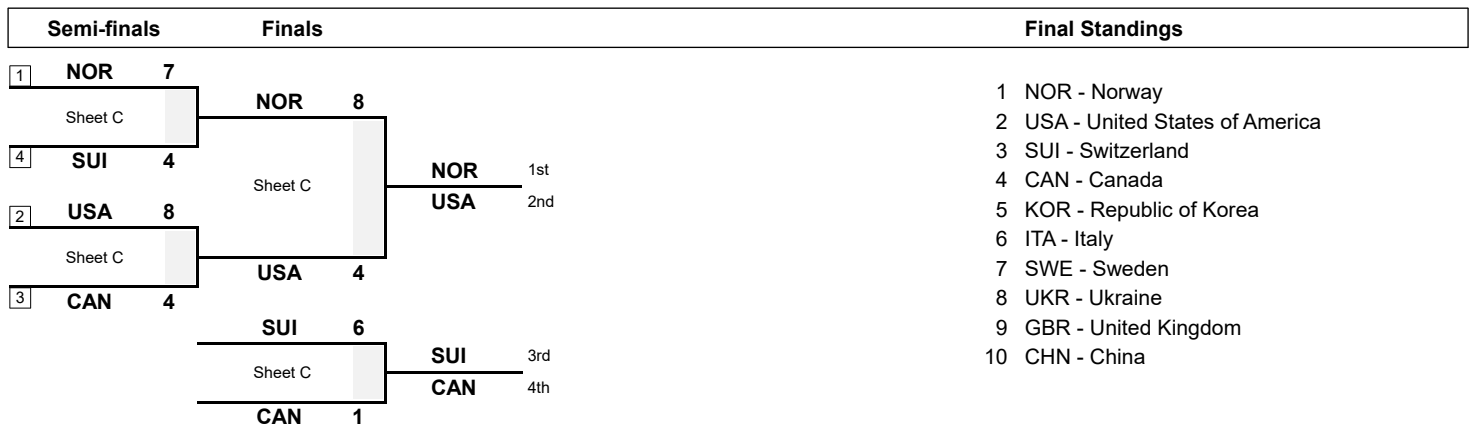 Semi-finals Finals Final Standings
1 NOR 7
Sheet C
4 SUI 4
2 USA 8
Sheet C
3 CAN 4
NOR 8
Sheet C
USA 4
SUI 6
Sheet C
CAN 1
NOR 1st
USA 2nd
SUI 3rd
CAN 4th
1 NOR - Norway
2 USA - United States of America
3 SUI - Switzerland
4 CAN - Canada
5 KOR - Republic of Korea
6 ITA - Italy
7 SWE - Sweden
8 UKR - Ukraine
9 GBR - United Kingdom
10 CHN - China